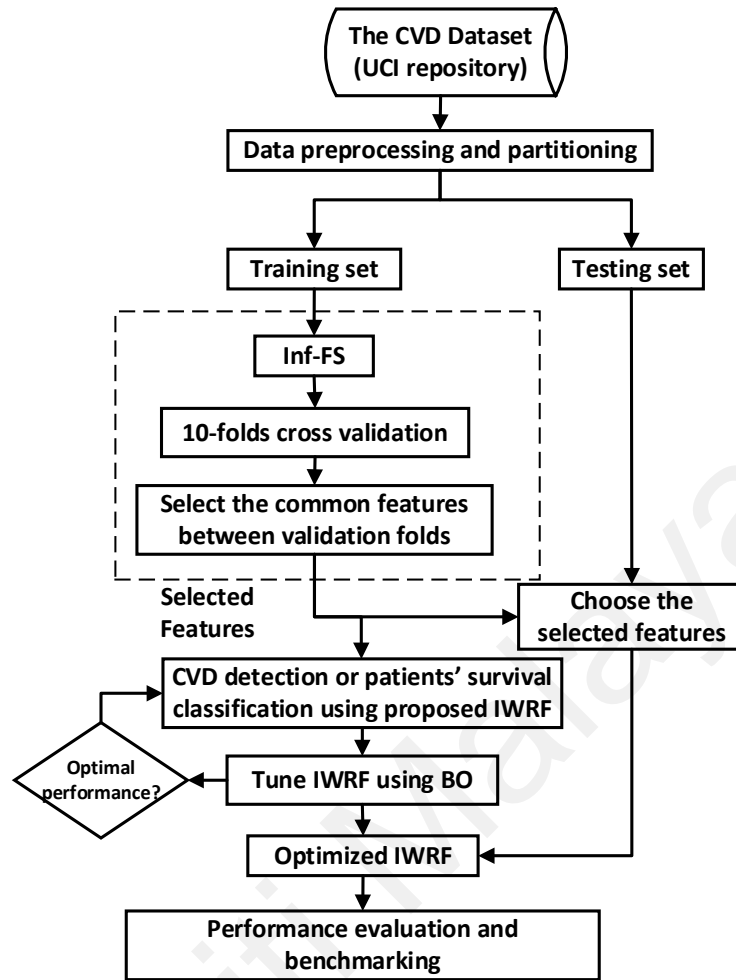 The CVD Dataset
(UCI repository)
Data preprocessing and partitioning
Training set
Testing set
Inf-FS
10-folds cross validation
Select the common features
between validation folds
Selected
Features
Choose the
selected features
CVD detection or patients’ survival
classification using proposed IWRF
Optimal
performance?
Tune IWRF using BO
Optimized IWRF
Performance evaluation and
benchmarking
iti Malaya